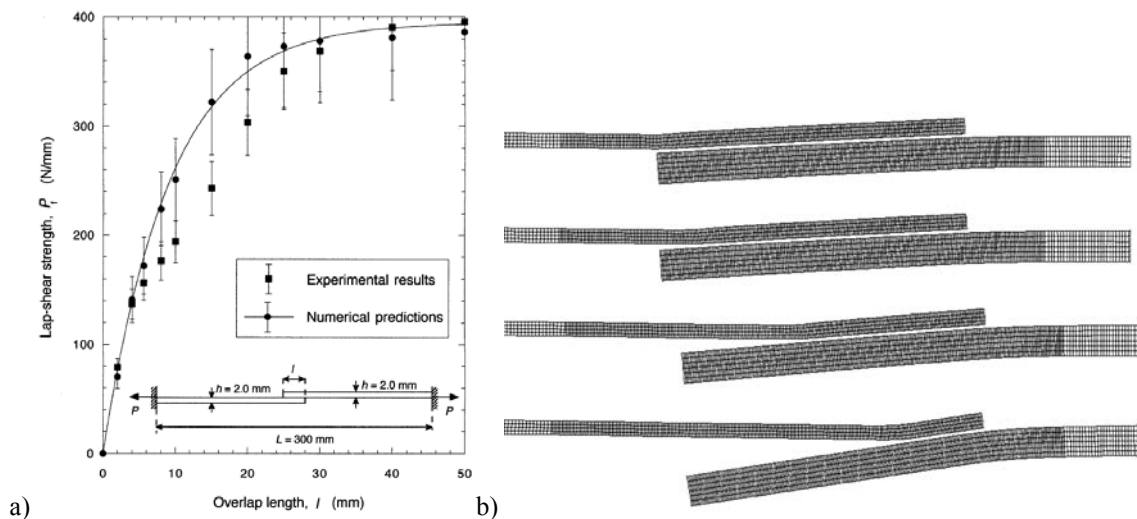 400
300
200
100
0
Lap-shear strength, Pf (N/mm)
Experimental results
Numerical predictions
l
h = 2.0 mm
h = 2.0 mm
P
P
L = 300 mm
0
10
20
30
40
50
Overlap length, l (mm)
a)
b)